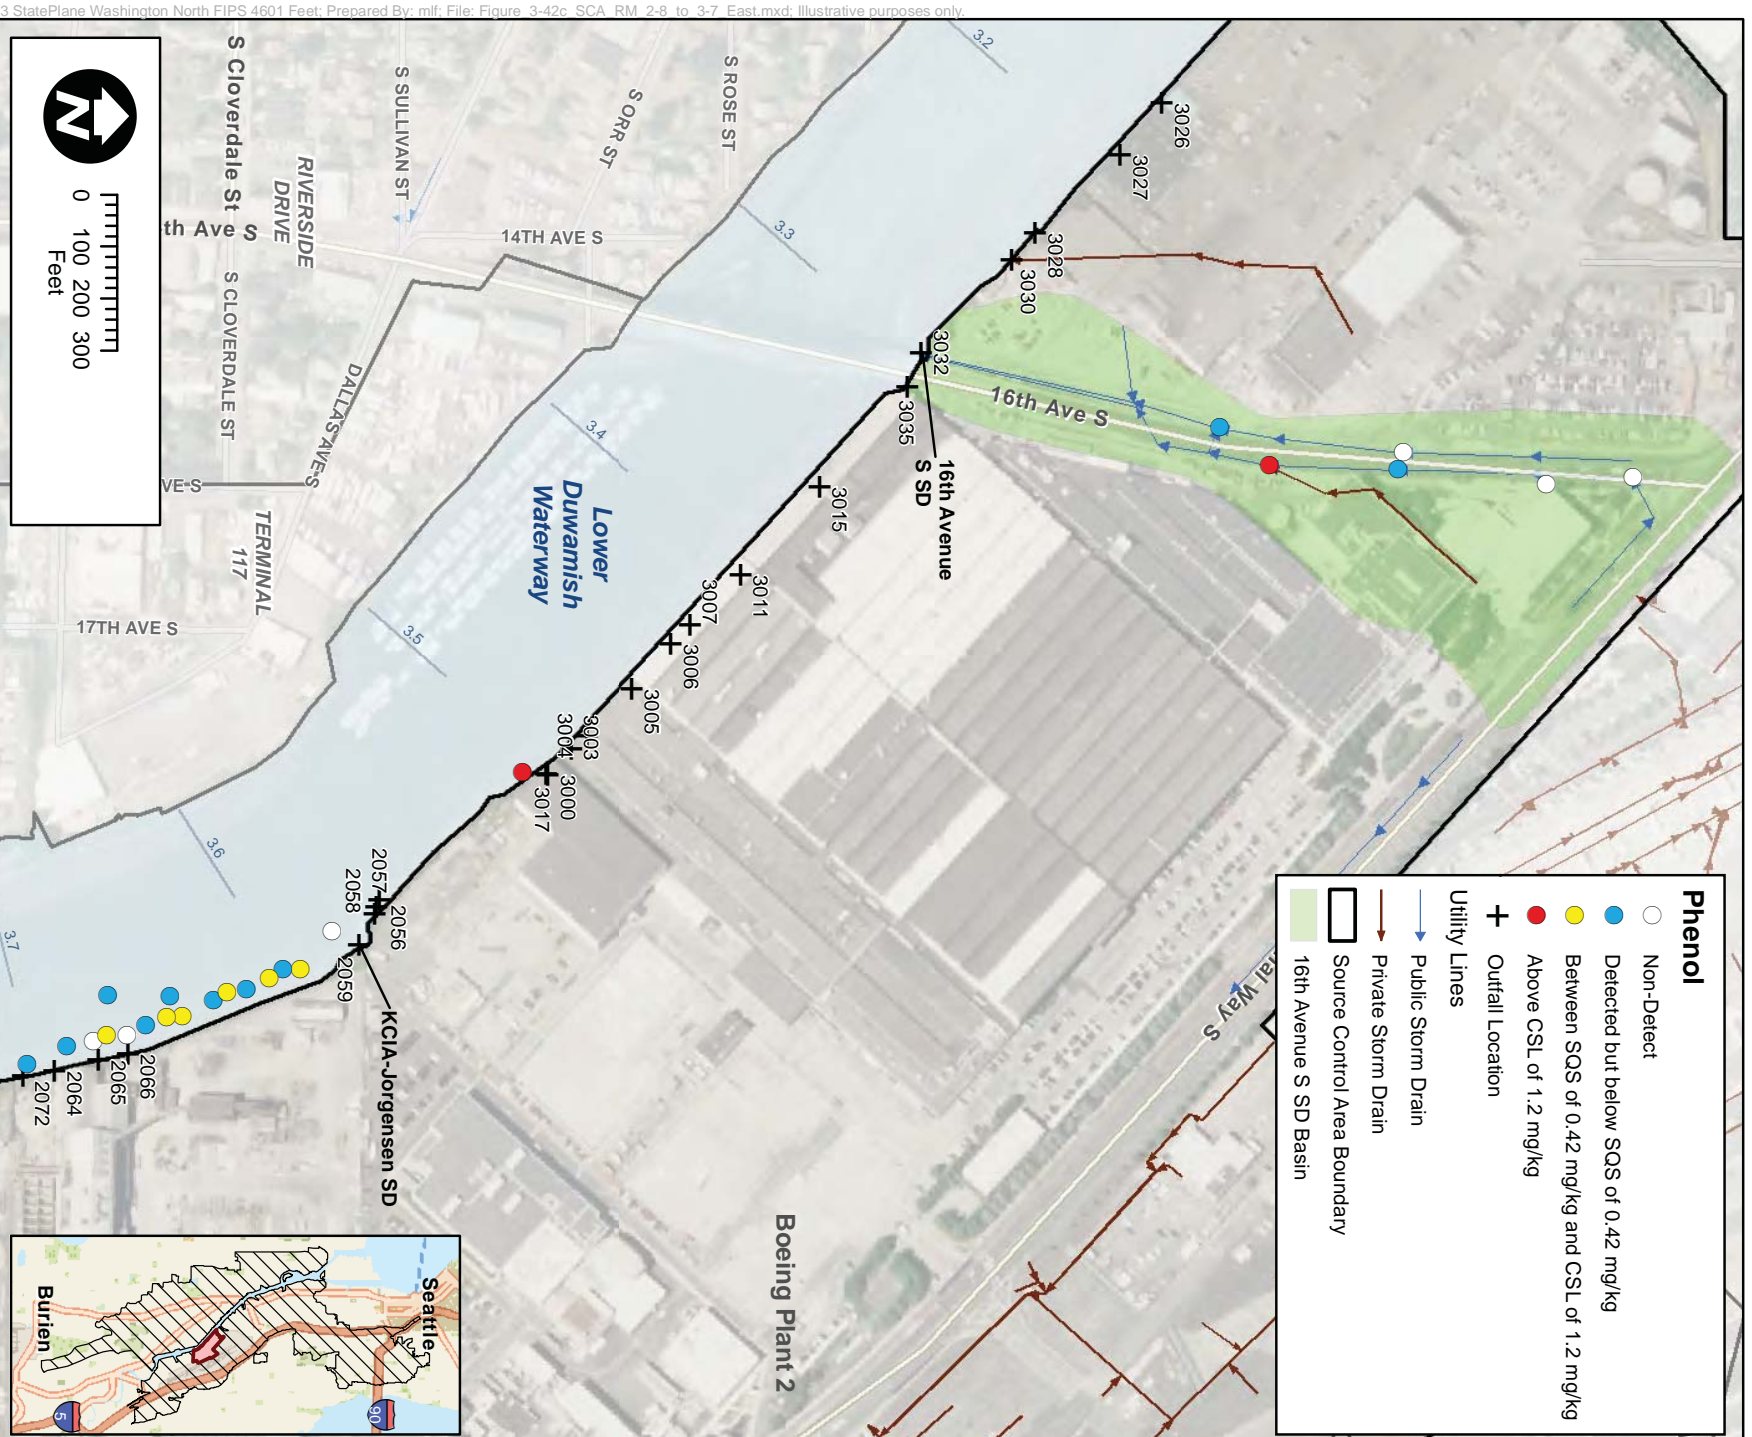 3 StatePlane Washington North FIPS 4601 Feet; Prepared By: mlf; File: Figure_3-42c_SCA_RM_2-8_to_3-7_East.mxd; Illustrative purposes only.
Phenol
Non-Detect
Detected but below SQS of 0.42 mg/kg
Between SQS of 0.42 mg/kg and CSL of 1.2 mg/kg
Above CSL of 1.2 mg/kg
Outfall Location
Utility Lines
Public Storm Drain
Private Storm Drain
Source Control Area Boundary
16th Avenue S SD Basin
3026
3027
3028
3030
3032
3035
16th Ave S
16th Avenue
S SD
3015
3011
3007
3006
3005
3003
3004
3000
3017
2057
2058
2056
2059
KCIA-Jorgensen SD
2066
2065
2064
2072
Boeing Plant 2
Way S
Lower
Duwamish
Waterway
3.2
3.3
3.4
3.5
3.6
3.7
S ROSE ST
S ORR ST
S SULLIVAN ST
S Cloverdale St
RIVERSIDE
DRIVE
14TH AVE S
th Ave S
S CLOVERDALE ST
DALLAS AVE S
VE S
TERMINAL
117
17TH AVE S
N
0 100 200 300
Feet
Seattle
Burien
90
5